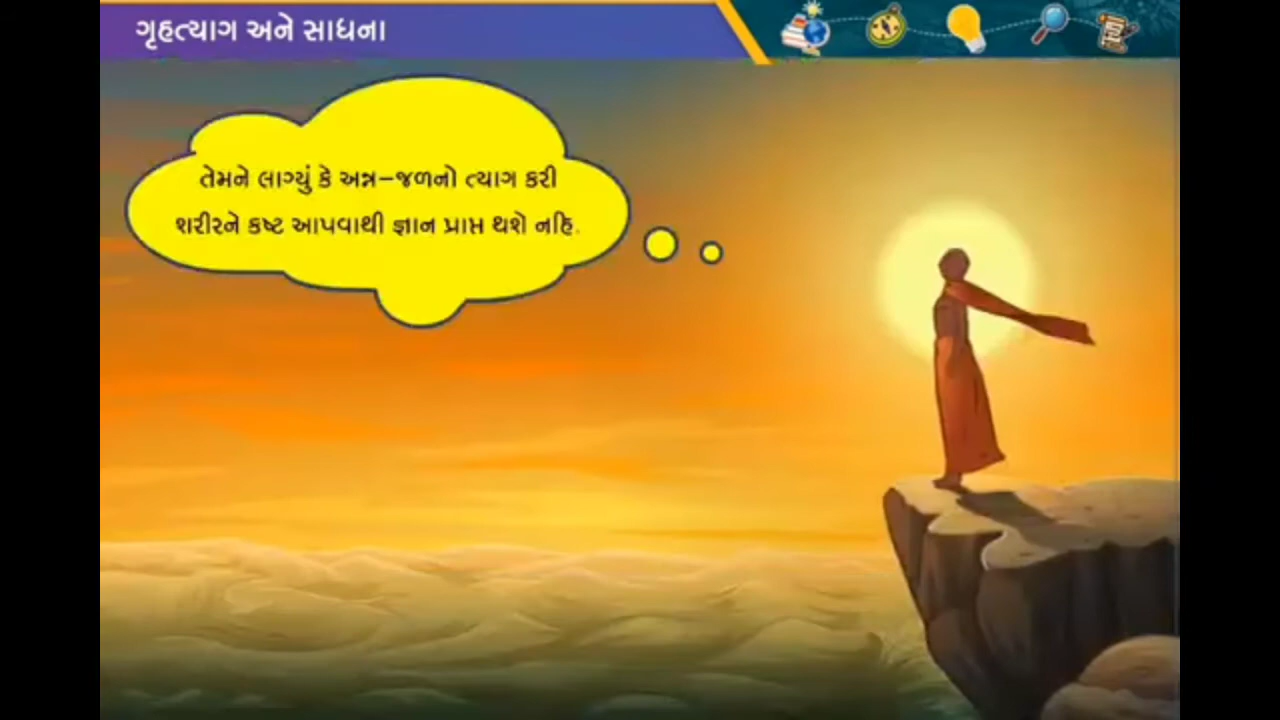 ગૃહત્યાગ અને સાધના
તેમને લાગ્યું કે અન્ન-જળનો ત્યાગ કરી
શરીરને કષ્ટ આપવાથી જ્ઞાન પ્રાપ્ત થશે નહિ.